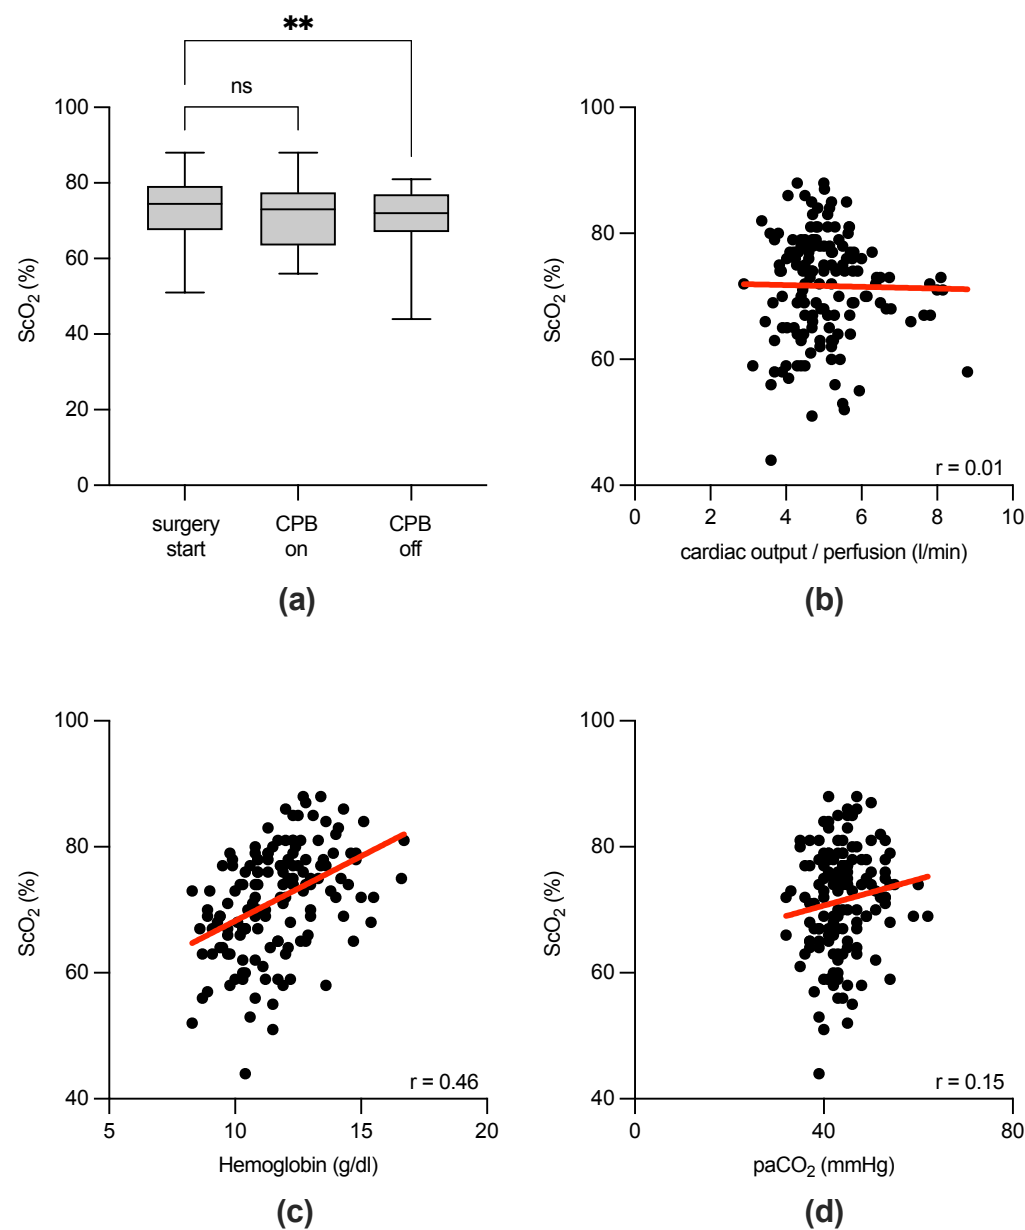 **
ns
100
80
60
40
20
0
ScO₂ (%)
surgery
start
CPB
on
CPB
off
(a)
100
80
60
40
ScO₂ (%)
r = 0.01
0
2
4
6
8
10
cardiac output / perfusion (l/min)
(b)
100
80
60
40
ScO₂ (%)
r = 0.46
5
10
15
20
Hemoglobin (g/dl)
(c)
100
80
60
40
ScO₂ (%)
r = 0.15
0
40
80
paCO₂ (mmHg)
(d)